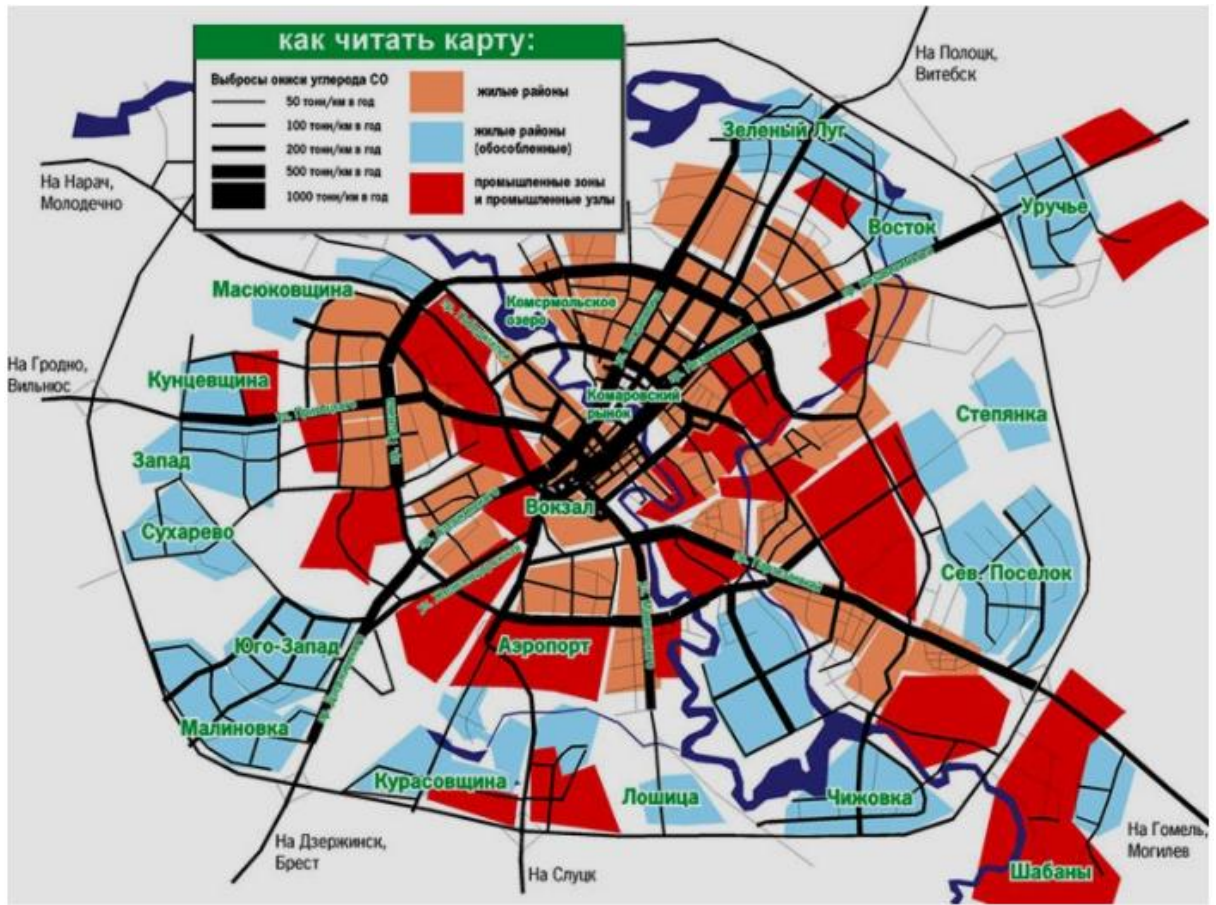 как читать карту:
Выбросы окиси углерода СО
50 тонн/км в год
100 тонн/км в год
200 тонн/км в год
500 тонн/км в год
1000 тонн/км в год
жилые районы
жилые районы
(обособленные)
промышленные зоны
и промышленные узлы
На Полоцк,
Витебск
На Нарач,
Молодечно
Зеленый Луг
Уручье
Восток
Масюковщина
Комсрмольское
озеро
На Гродно,
Вильнюс
Кунцевщина
Комаровский
рынок
Степянка
Запад
Вокзал
Сухарево
Сев. Поселок
Юго-Запад
Аэропорт
Малиновка
Курасовщина
Лошица
Чижовка
На Дзержинск,
Брест
На Слуцк
На Гомель,
Могилев
Шабаны